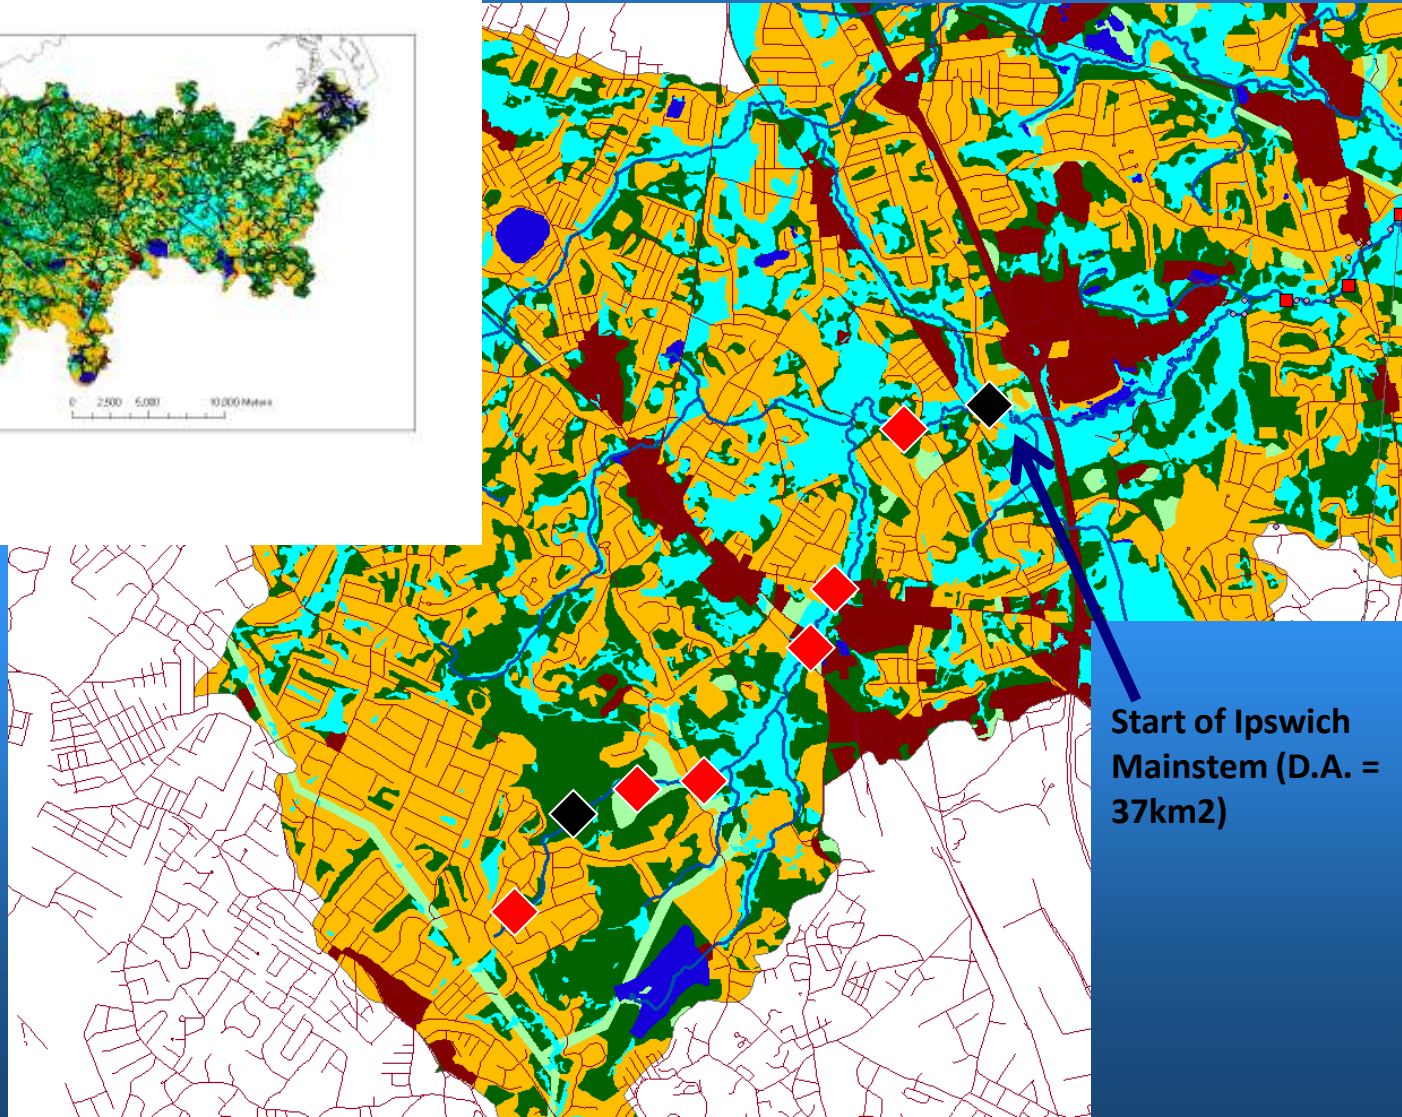 0 2,500 5,000 10,000 Meters
Start of Ipswich
Mainstem (D.A. =
37km2)